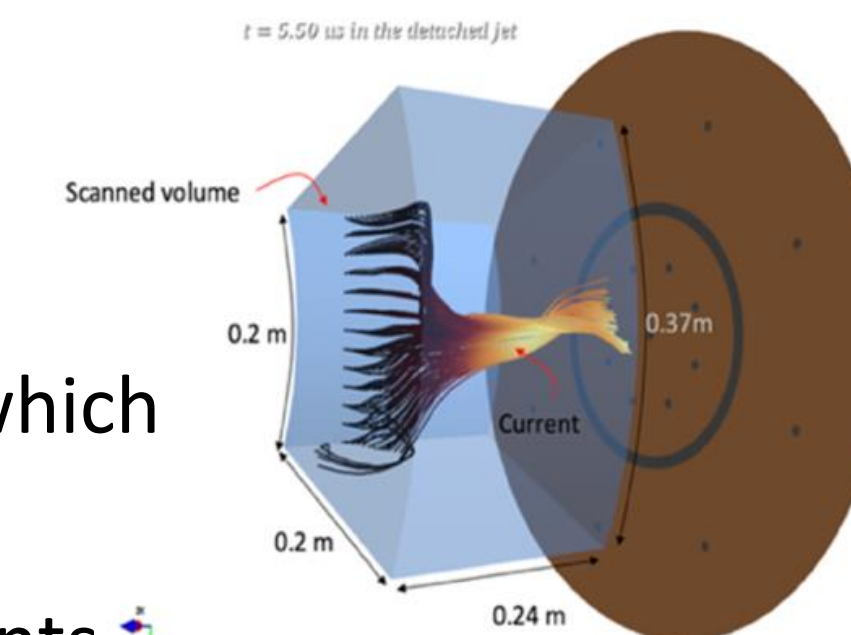 t = 5.50 us in the detached jet
Scanned volume
0.2 m
0.37m
which
Current
0.2 m
0.24 m